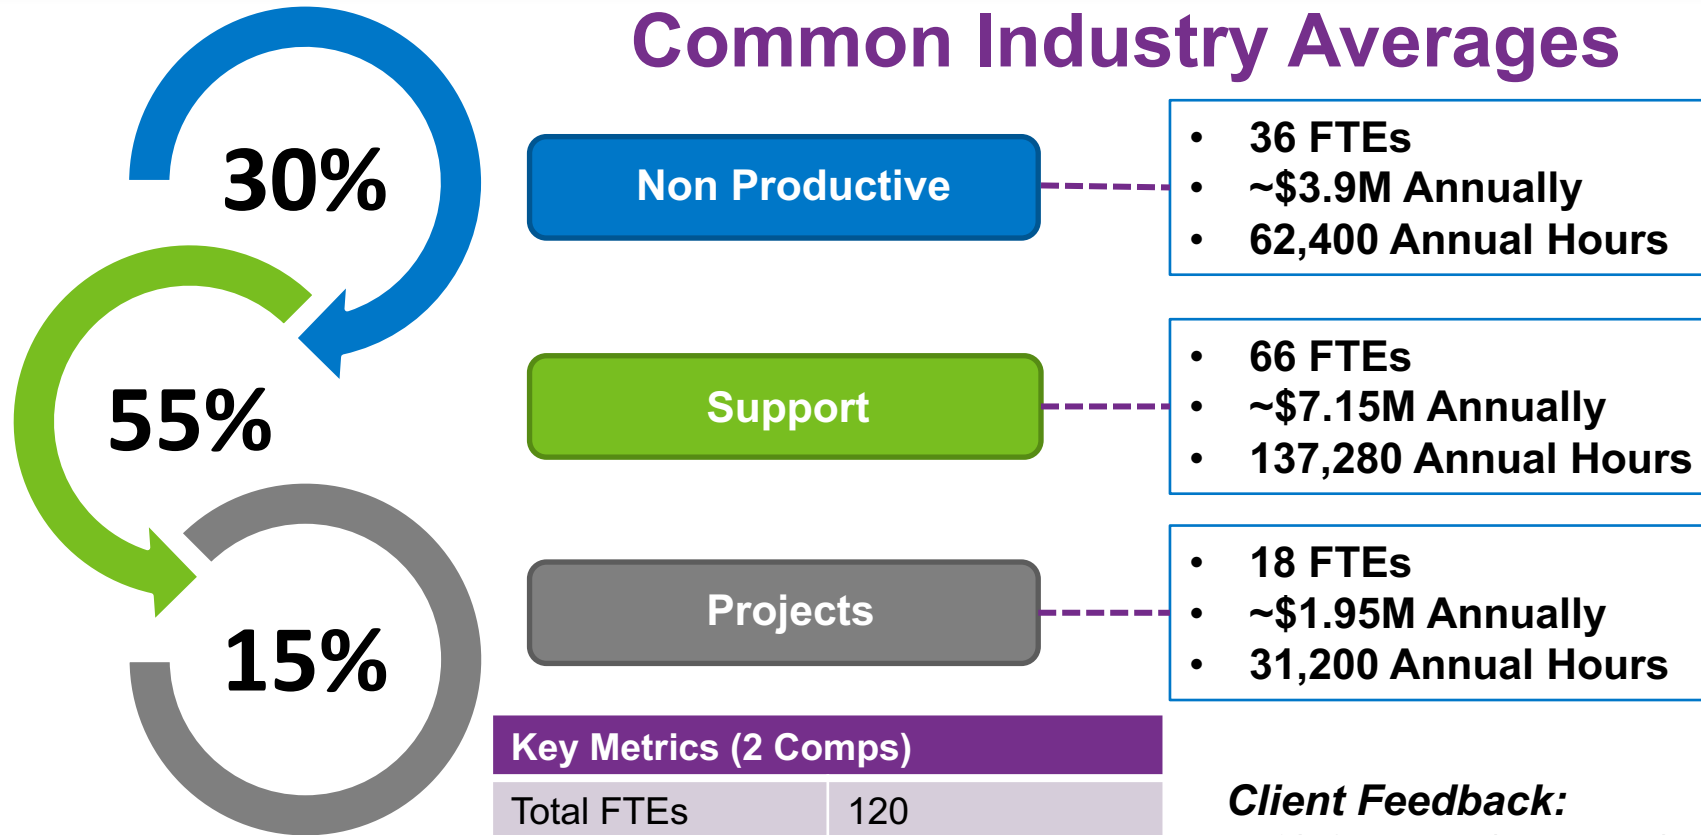 Common Industry Averages
30%
Non Productive
• 36 FTEs
• ~$3.9M Annually
• 62,400 Annual Hours
55%
Support
• 66 FTEs
• ~$7.15M Annually
• 137,280 Annual Hours
15%
Projects
• 18 FTEs
• ~$1.95M Annually
• 31,200 Annual Hours
Key Metrics (2 Comps)
Total FTEs 120
Client Feedback: